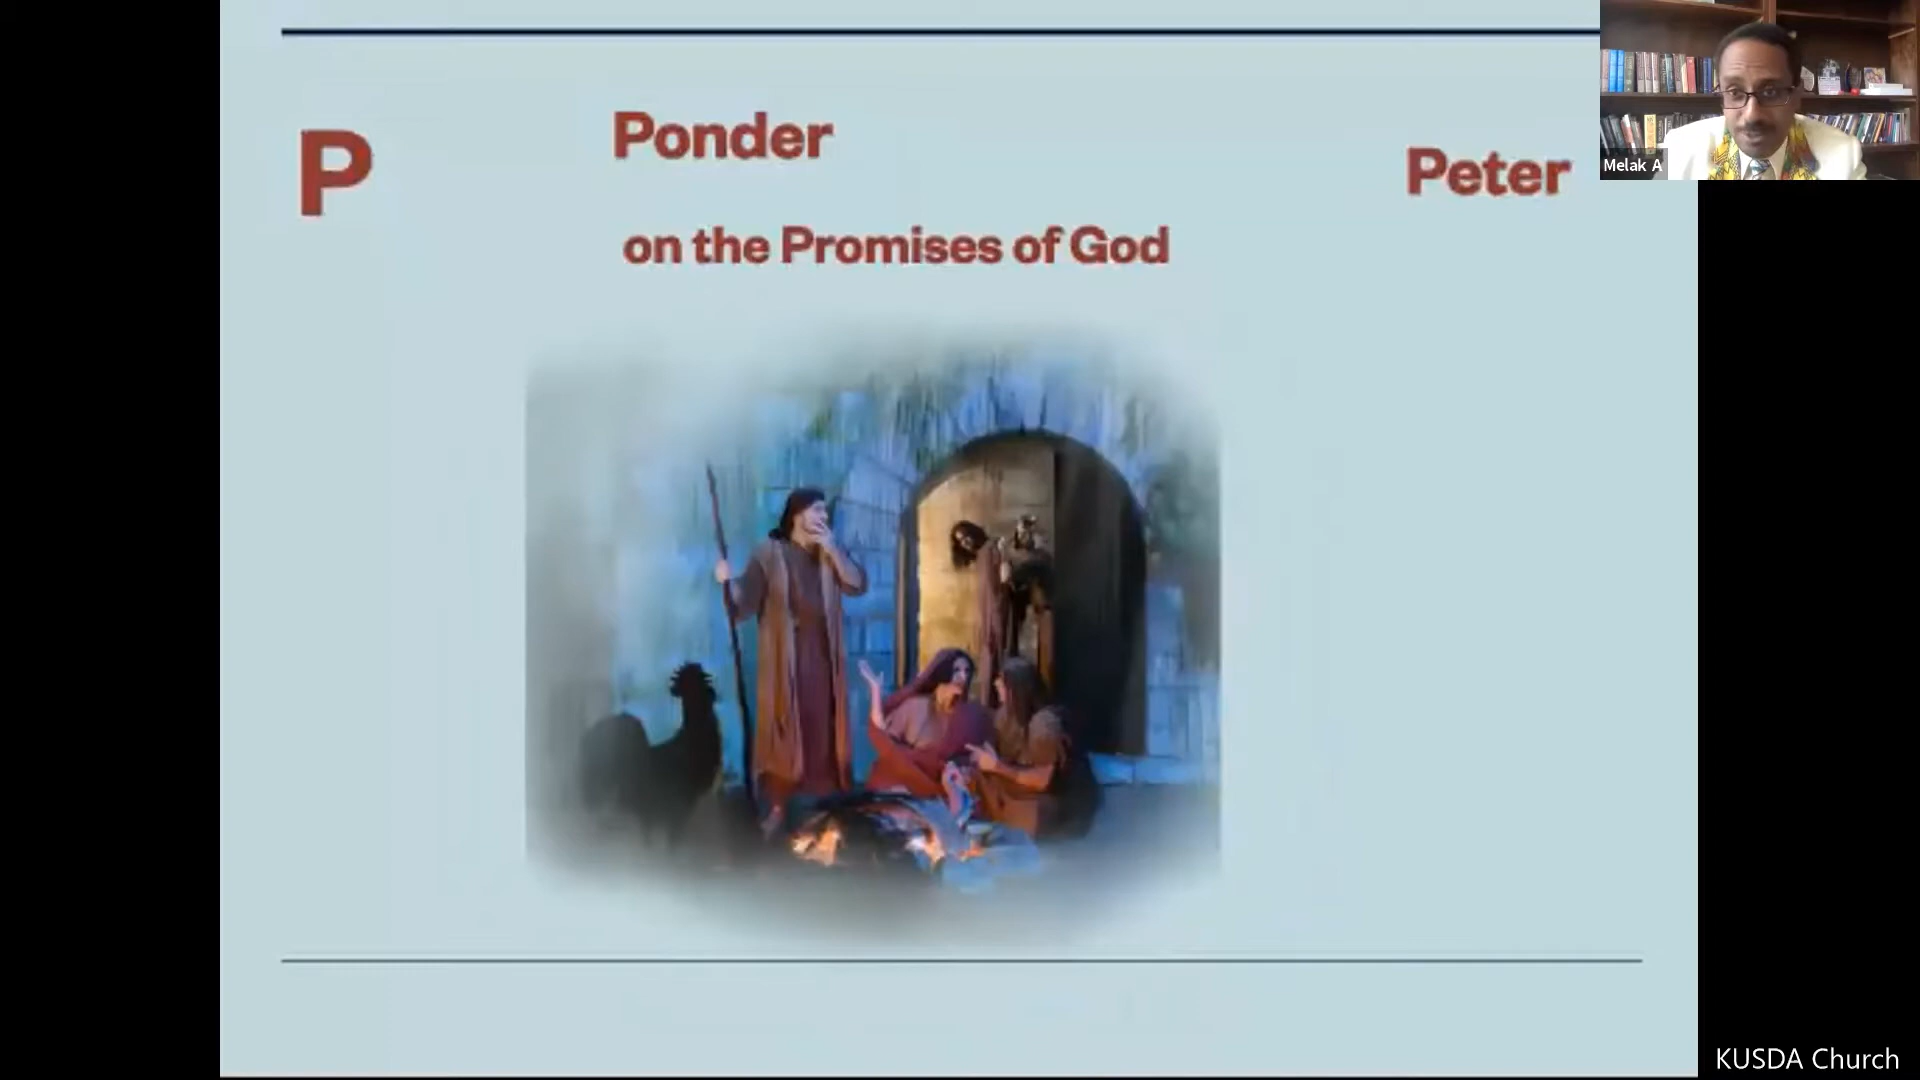 P
Ponder
Peter
on the Promises of God
Melak A
KUSDA Church